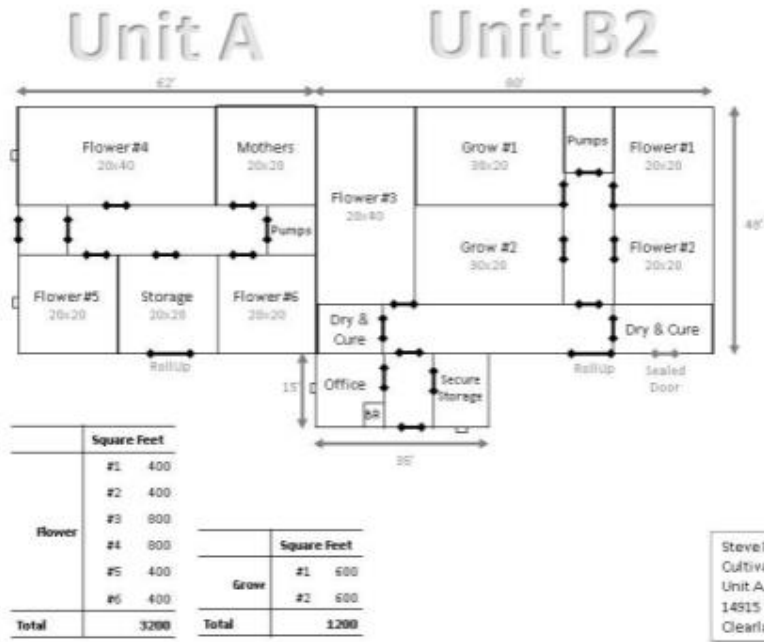 Unit A Unit B2
62' 80'
Flower#4 Mothers Grow #1 Pumps Flower#1
20x40 20x20 30x20 20x20
Flower#3
20x40
Pumps Grow #2 Flower#2
30x20 20x20
48'
Flower#5 Storage Flower#6
20x20 20x20 20x20
Dry & Cure
Dry & Cure
RollUp RollUp Sealed Door
15' Office BR Secure Storage
35'
Square Feet
Flower
#1 400
#2 400
#3 800
#4 800
#5 400
#6 400
Total 3200
Square Feet
Grow
#1 600
#2 600
Total 1200
Steve
Cultiva
Unit A
14915
Clearla